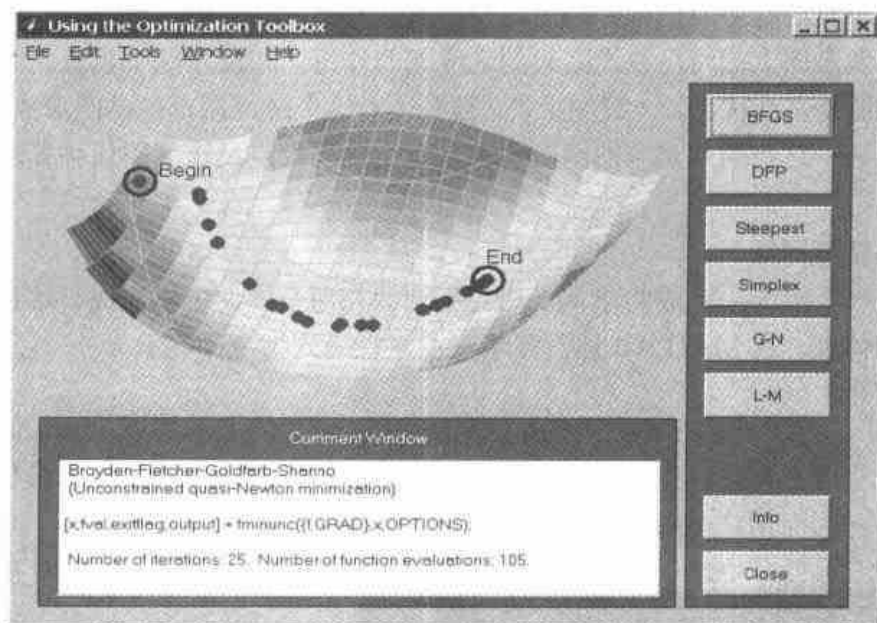 Using the Optimization Toolbox
File Edit Tools Window Help
Begin
End
BFGS
DFP
Steepest
Simplex
G-N
L-M
Info
Close
Comment Window
Broyden-Fletcher-Goldfarb-Shanno
(Unconstrained quasi-Newton minimization)
[x,fval,exitflag,output] = fminunc({f,GRAD},x,OPTIONS);
Number of iterations: 25. Number of function evaluations: 105.